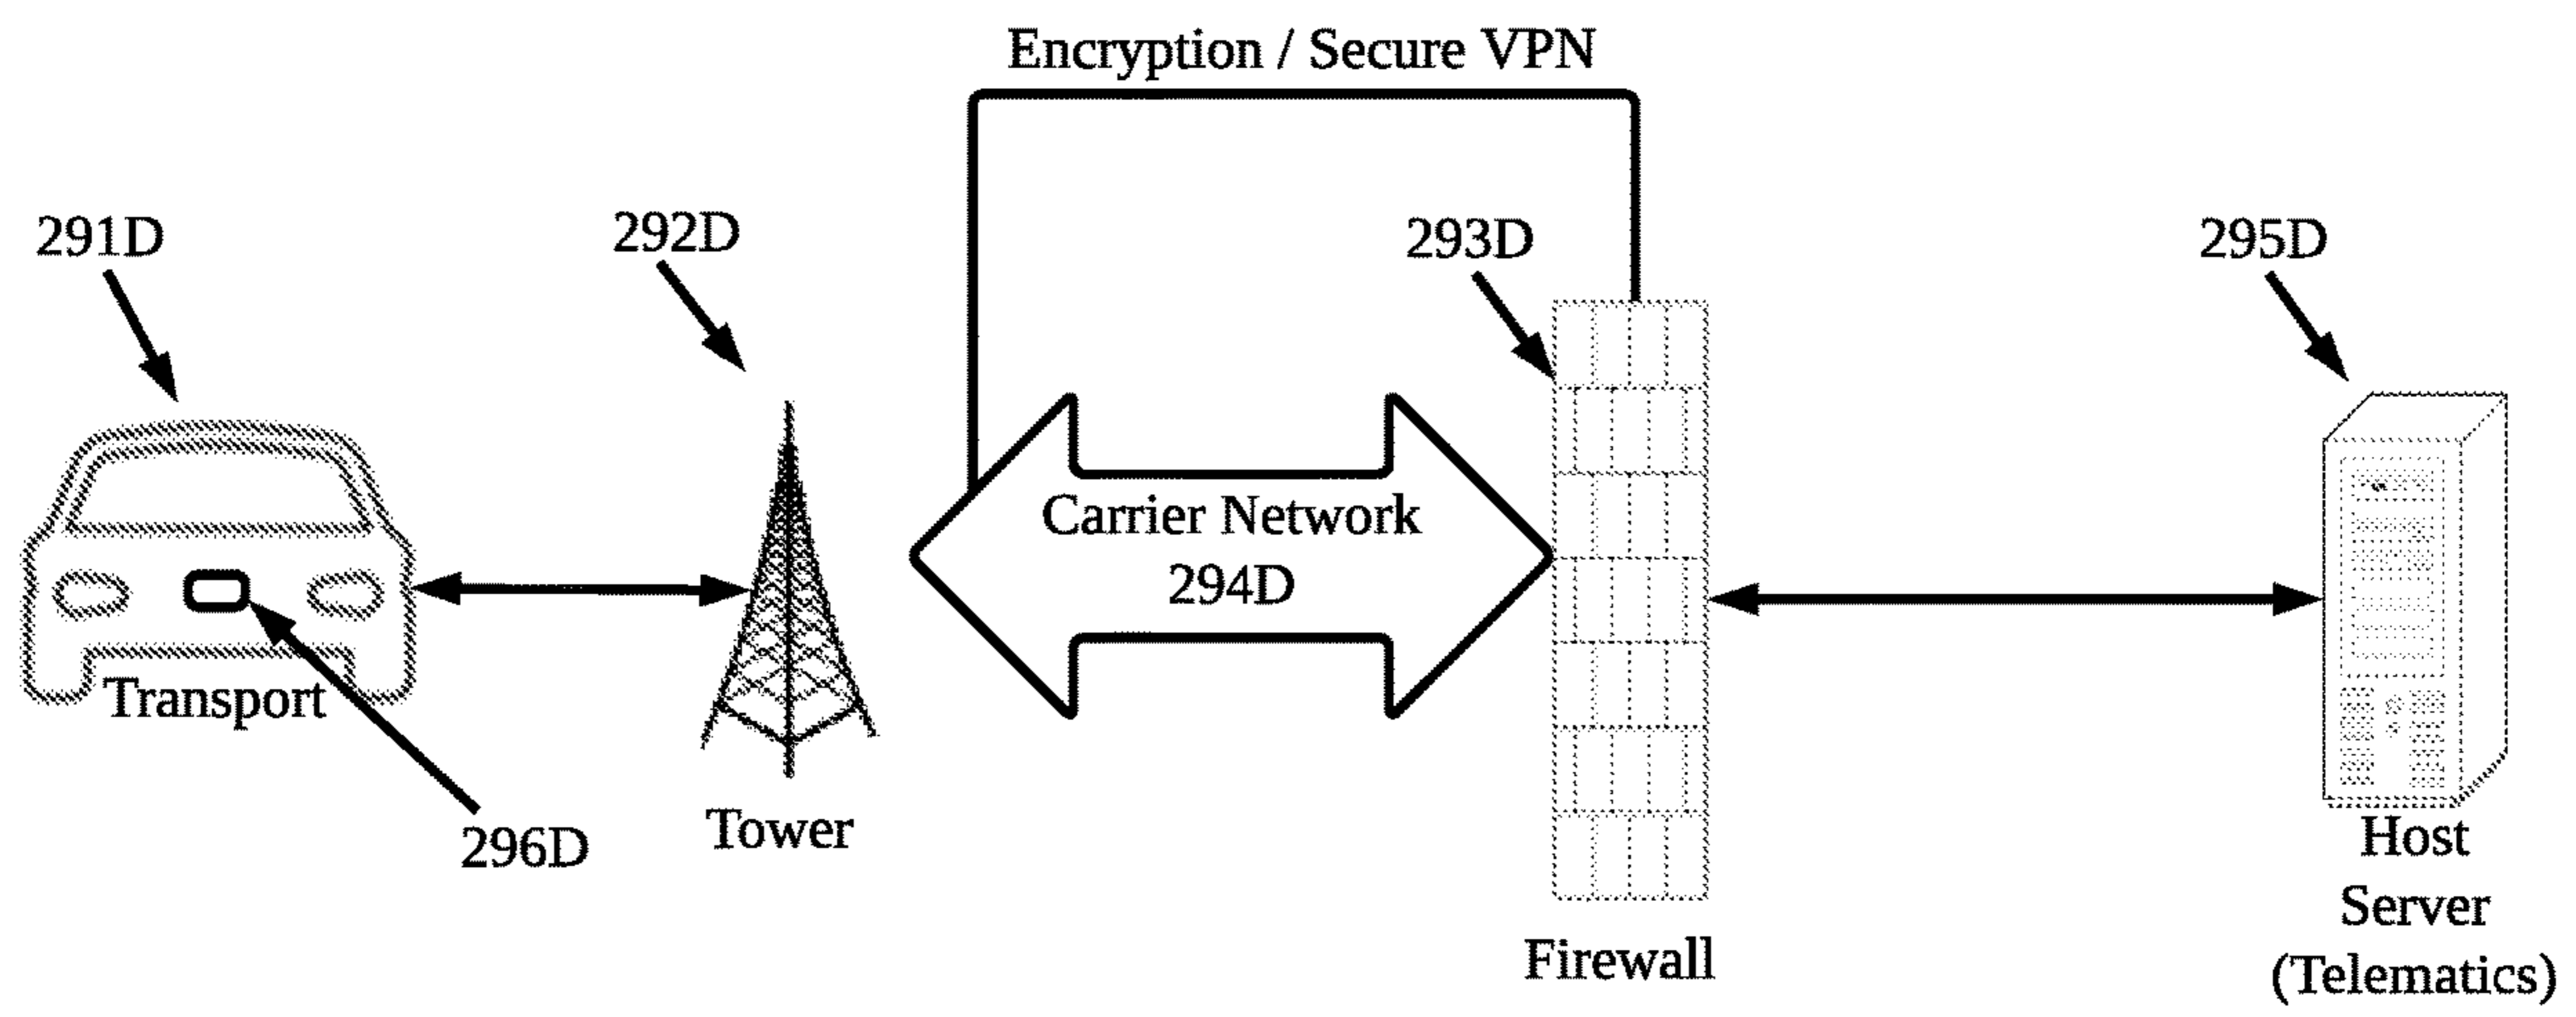 Encryption / Secure VPN
291D
292D
293D
295D
Carrier Network
294D
Transport
296D
Tower
Firewall
Host
Server
(Telematics)